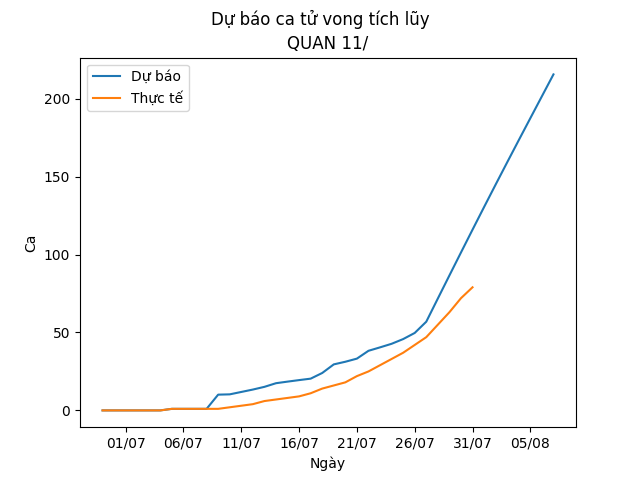 Dự báo ca tử vong tích lũy
QUAN 11/
Dự báo
Thực tế
200
150
100
50
0
Ca
01/07 06/07 11/07 16/07 21/07 26/07 31/07 05/08
Ngày